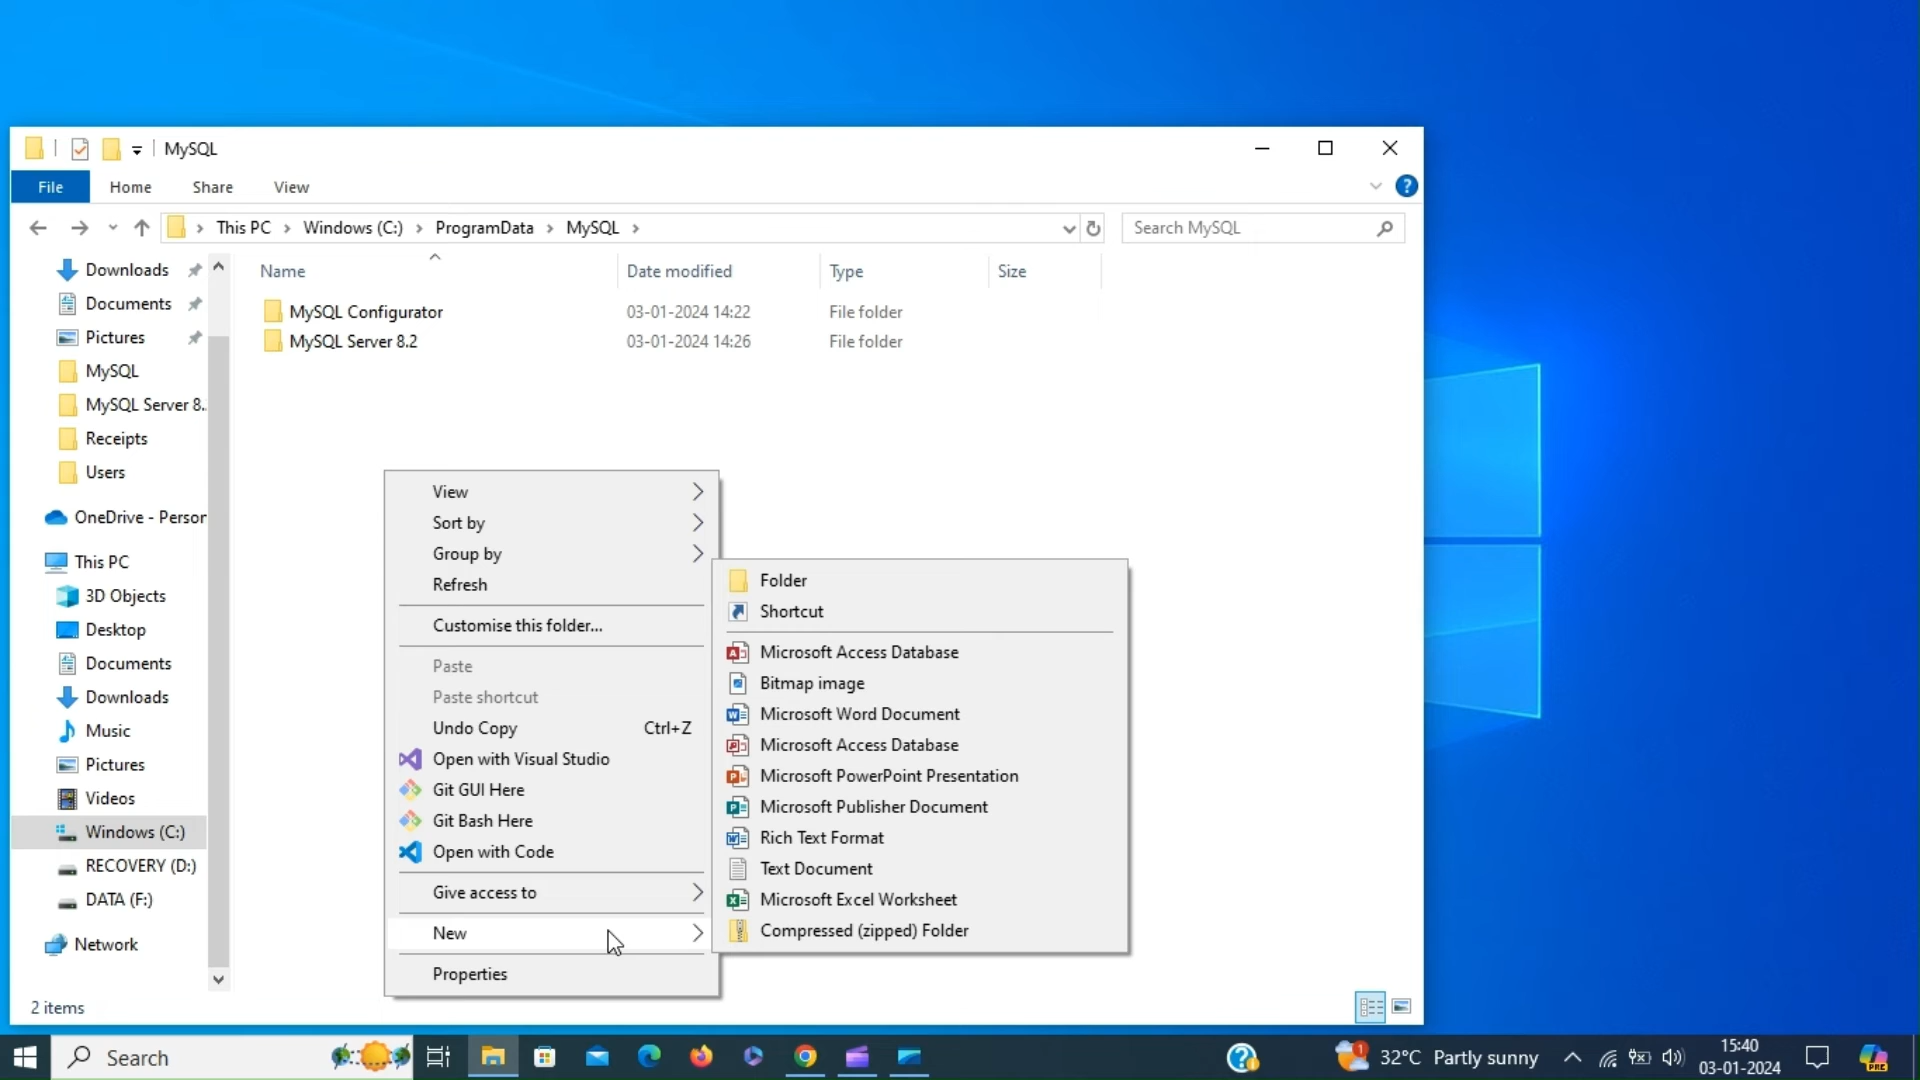 MySQL
File Home Share View
This PC Windows (C:) ProgramData MySQL
Search MySQL
Name Date modified Type Size
MySQL Configurator 03-01-2024 14:22 File folder
MySQL Server 8.2 03-01-2024 14:26 File folder
Downloads
Documents
Pictures
MySQL
MySQL Server 8..
Receipts
Users
OneDrive - Person
This PC
3D Objects
Desktop
Documents
Downloads
Music
Pictures
Videos
Windows (C:)
RECOVERY (D:)
DATA (F:)
Network
View
Sort by
Group by
Refresh
Customise this folder...
Paste
Paste shortcut
Undo Copy Ctrl+Z
Open with Visual Studio
Git GUI Here
Git Bash Here
Open with Code
Give access to
New
Properties
Folder
Shortcut
Microsoft Access Database
Bitmap image
Microsoft Word Document
Microsoft Access Database
Microsoft PowerPoint Presentation
Microsoft Publisher Document
Rich Text Format
Text Document
Microsoft Excel Worksheet
Compressed (zipped) Folder
2 items
Search
1
32°C Partly sunny
15:40
03-01-2024
PRE